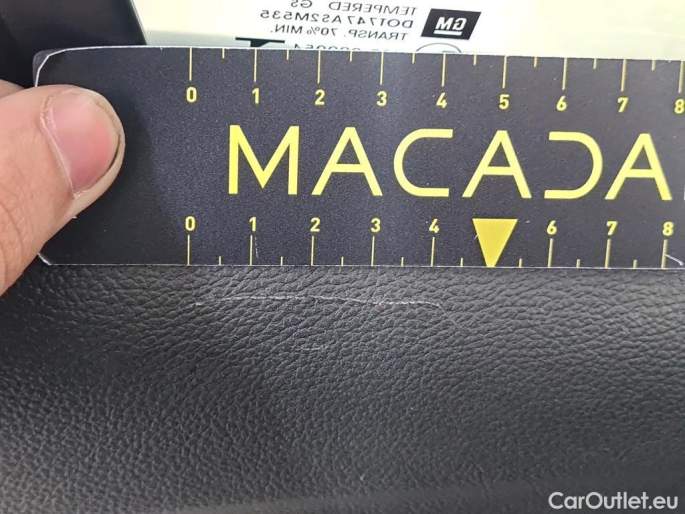 TEMPERED GS
DOT747 AS2M535
TRANSP. 70% MIN.
GM
0 1 2 3 4 5 6 7 8
MACADA
0 1 2 3 4 6 7 8
CarOutlet.eu